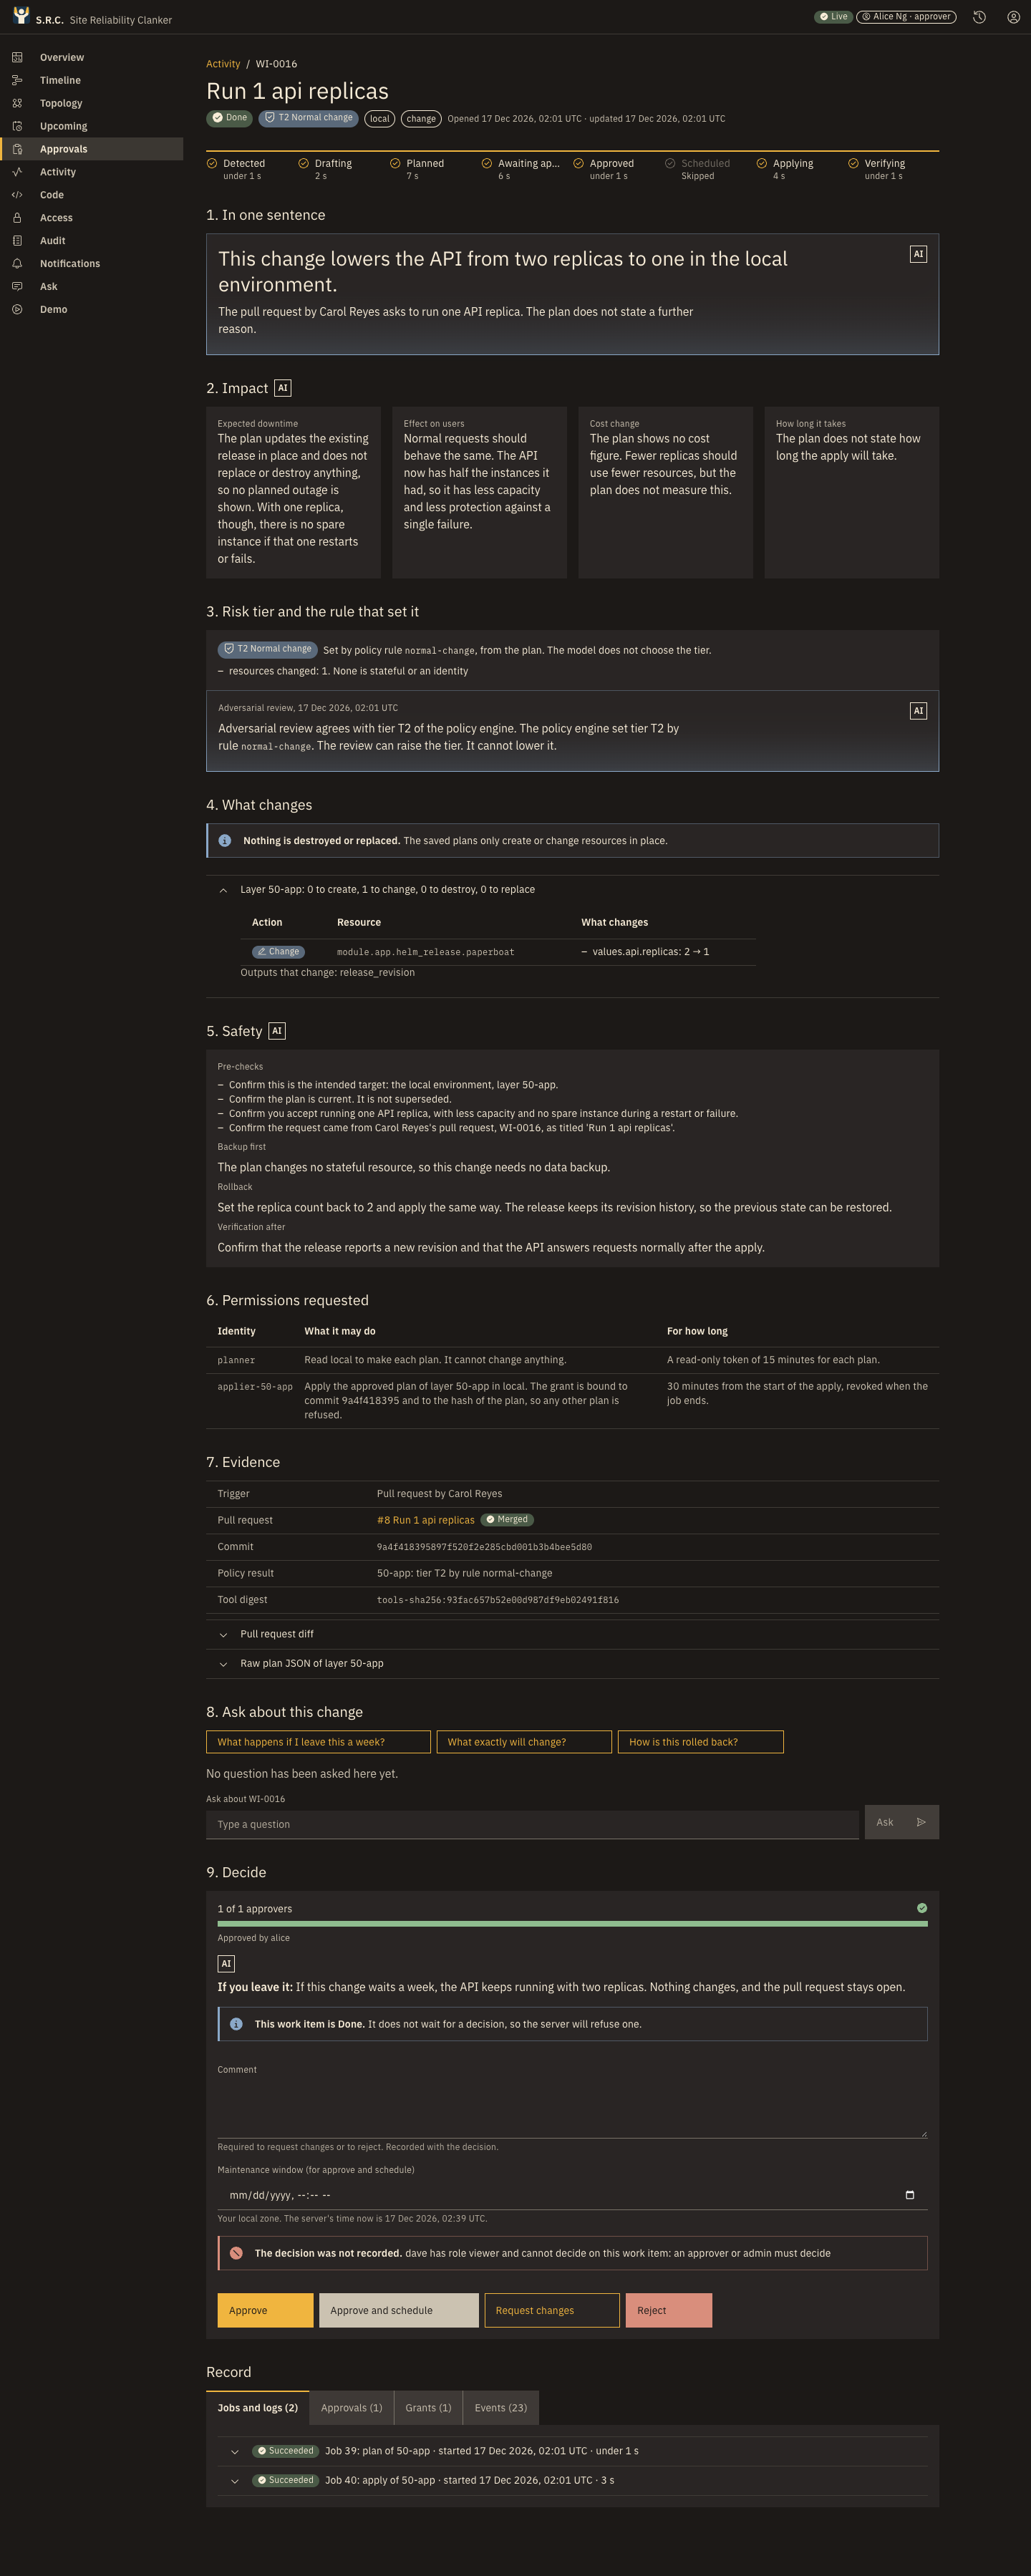 S.R.C. Site Reliability Clanker
Live
Alice Ng · approver
Overview
Timeline
Topology
Upcoming
Approvals
Activity
Code
Access
Audit
Notifications
Ask
Demo
Activity / WI-0016
Run 1 api replicas
Done
T2 Normal change
local
change
Opened 17 Dec 2026, 02:01 UTC · updated 17 Dec 2026, 02:01 UTC
Detected
under 1 s
Drafting
2 s
Planned
7 s
Awaiting ap...
6 s
Approved
under 1 s
Scheduled
Skipped
Applying
4 s
Verifying
under 1 s
1. In one sentence
This change lowers the API from two replicas to one in the local
environment.
AI
The pull request by Carol Reyes asks to run one API replica. The plan does not state a further
reason.
2. Impact AI
Expected downtime
The plan updates the existing
release in place and does not
replace or destroy anything,
so no planned outage is
shown. With one replica,
though, there is no spare
instance if that one restarts
or fails.
Effect on users
Normal requests should
behave the same. The API
now has half the instances it
had, so it has less capacity
and less protection against a
single failure.
Cost change
The plan shows no cost
figure. Fewer replicas should
use fewer resources, but the
plan does not measure this.
How long it takes
The plan does not state how
long the apply will take.
3. Risk tier and the rule that set it
T2 Normal change Set by policy rule normal-change, from the plan. The model does not choose the tier.
– resources changed: 1. None is stateful or an identity
Adversarial review, 17 Dec 2026, 02:01 UTC
AI
Adversarial review agrees with tier T2 of the policy engine. The policy engine set tier T2 by
rule normal-change. The review can raise the tier. It cannot lower it.
4. What changes
Nothing is destroyed or replaced. The saved plans only create or change resources in place.
Layer 50-app: 0 to create, 1 to change, 0 to destroy, 0 to replace
Action Resource What changes
Change module.app.helm_release.paperboat – values.api.replicas: 2 → 1
Outputs that change: release_revision
5. Safety AI
Pre-checks
– Confirm this is the intended target: the local environment, layer 50-app.
– Confirm the plan is current. It is not superseded.
– Confirm you accept running one API replica, with less capacity and no spare instance during a restart or failure.
– Confirm the request came from Carol Reyes's pull request, WI-0016, as titled 'Run 1 api replicas'.
Backup first
The plan changes no stateful resource, so this change needs no data backup.
Rollback
Set the replica count back to 2 and apply the same way. The release keeps its revision history, so the previous state can be restored.
Verification after
Confirm that the release reports a new revision and that the API answers requests normally after the apply.
6. Permissions requested
Identity What it may do For how long
planner Read local to make each plan. It cannot change anything. A read-only token of 15 minutes for each plan.
applier-50-app Apply the approved plan of layer 50-app in local. The grant is bound to
commit 9a4f418395 and to the hash of the plan, so any other plan is
refused.
30 minutes from the start of the apply, revoked when the
job ends.
7. Evidence
Trigger Pull request by Carol Reyes
Pull request #8 Run 1 api replicas Merged
Commit 9a4f418395897f520f2e285cbd001b3b4bee5d80
Policy result 50-app: tier T2 by rule normal-change
Tool digest tools-sha256:93fac657b52e00d987df9eb02491f816
Pull request diff
Raw plan JSON of layer 50-app
8. Ask about this change
What happens if I leave this a week?
What exactly will change?
How is this rolled back?
No question has been asked here yet.
Ask about WI-0016
Type a question
Ask
9. Decide
1 of 1 approvers
Approved by alice
AI
If you leave it: If this change waits a week, the API keeps running with two replicas. Nothing changes, and the pull request stays open.
This work item is Done. It does not wait for a decision, so the server will refuse one.
Comment
Required to request changes or to reject. Recorded with the decision.
Maintenance window (for approve and schedule)
mm/dd/yyyy, --:-- --
Your local zone. The server's time now is 17 Dec 2026, 02:39 UTC.
The decision was not recorded. dave has role viewer and cannot decide on this work item: an approver or admin must decide
Approve
Approve and schedule
Request changes
Reject
Record
Jobs and logs (2)
Approvals (1)
Grants (1)
Events (23)
Succeeded Job 39: plan of 50-app · started 17 Dec 2026, 02:01 UTC · under 1 s
Succeeded Job 40: apply of 50-app · started 17 Dec 2026, 02:01 UTC · 3 s